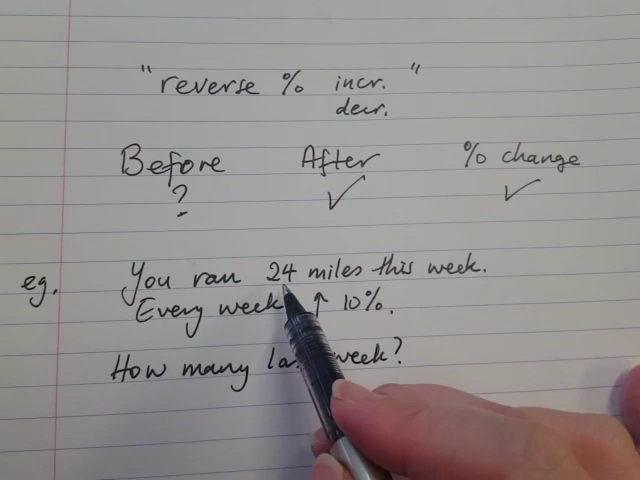 "reverse % incr. "
decr.
Before After % change
? ✓ ✓
eg. You ran 24 miles this week.
Every week ↑ 10%.
How many week?